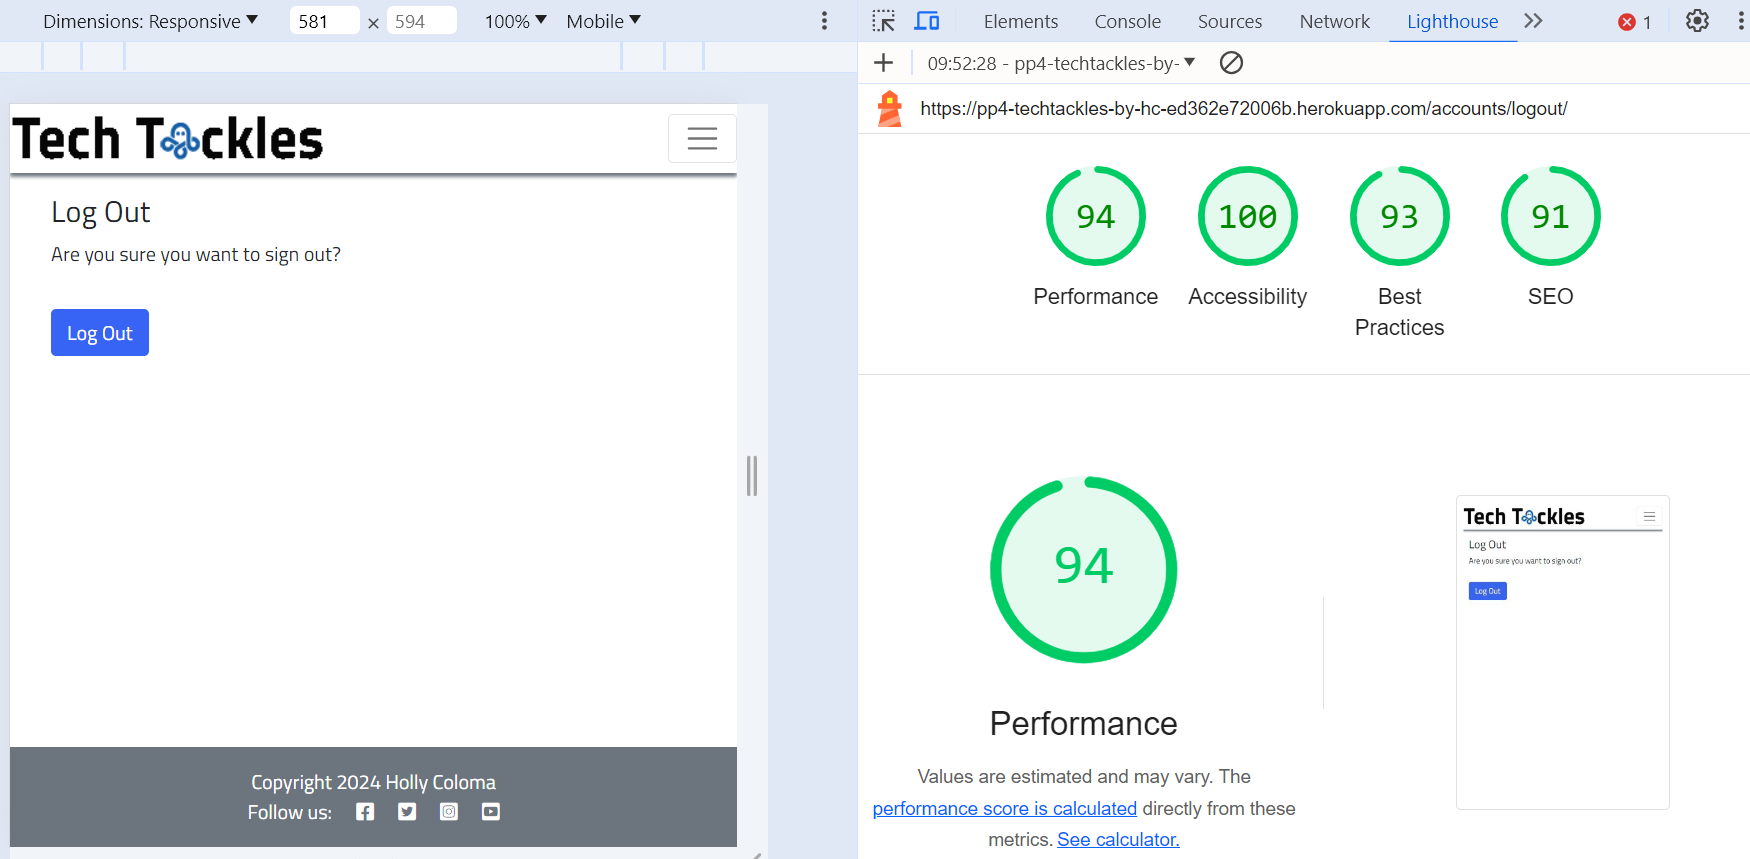 Dimensions: Responsive 581 × 594 100% Mobile
Elements Console Sources Network Lighthouse 1
09:52:28 - pp4-techtackles-by-
https://pp4-techtackles-by-hc-ed362e72006b.herokuapp.com/accounts/logout/
Tech Tackles
Log Out
Are you sure you want to sign out?
Log Out
Copyright 2024 Holly Coloma
Follow us:
94 100 93 91
Performance Accessibility Best Practices SEO
94
Performance
Values are estimated and may vary. The
performance score is calculated directly from these
metrics. See calculator.
Tech Tackles
Log Out
Are you sure you want to sign out?
Log Out